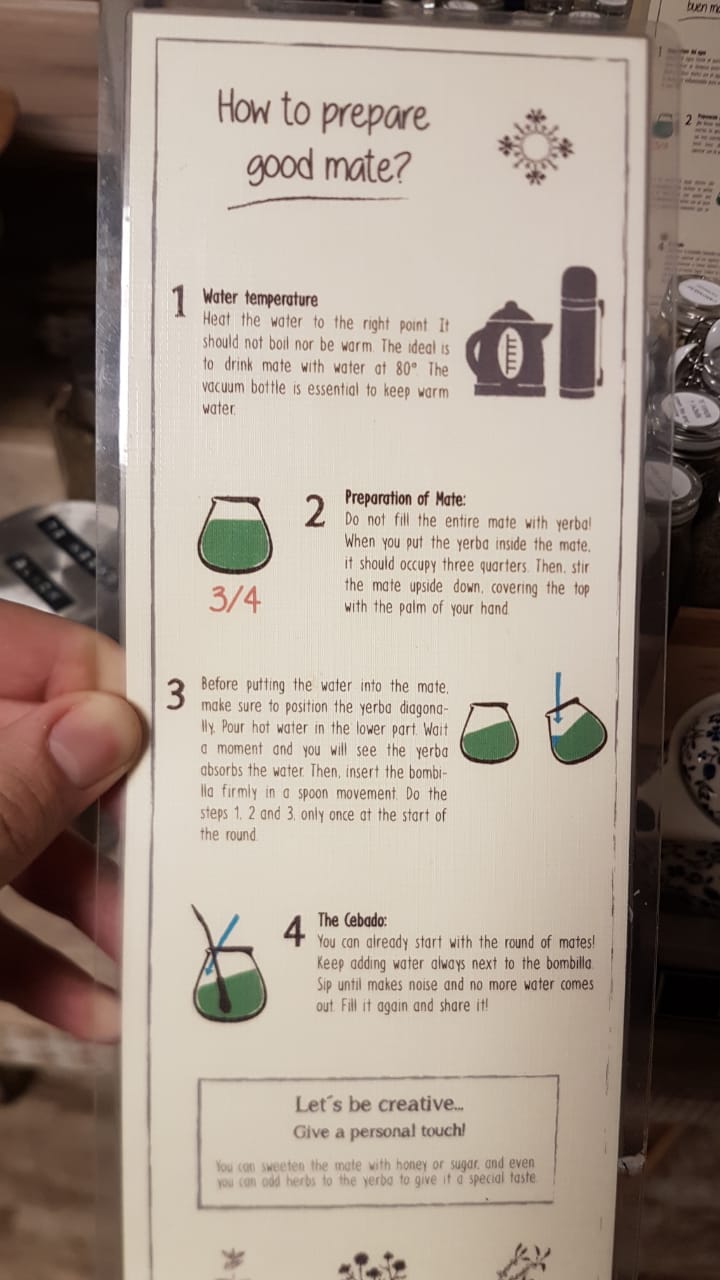 How to prepare
good mate?
1 Water temperature
Heat the water to the right point. It
should not boil nor be warm. The ideal is
to drink mate with water at 80° The
vacuum bottle is essential to keep warm
water.
2 Preparation of Mate:
Do not fill the entire mate with yerba!
When you put the yerba inside the mate,
it should occupy three quarters. Then, stir
the mate upside down, covering the top
with the palm of your hand.
3/4
3 Before putting the water into the mate,
make sure to position the yerba diagona-
lly. Pour hot water in the lower part. Wait
a moment and you will see the yerba
absorbs the water. Then, insert the bombi-
lla firmly in a spoon movement. Do the
steps 1, 2 and 3, only once at the start of
the round.
4 The Cebado:
You can already start with the round of mates!
Keep adding water always next to the bombilla.
Sip until makes noise and no more water comes
out. Fill it again and share it!
Let´s be creative...
Give a personal touch!
You can sweeten the mate with honey or sugar, and even
you can add herbs to the yerba to give it a special taste.
buen
1
2
3/4